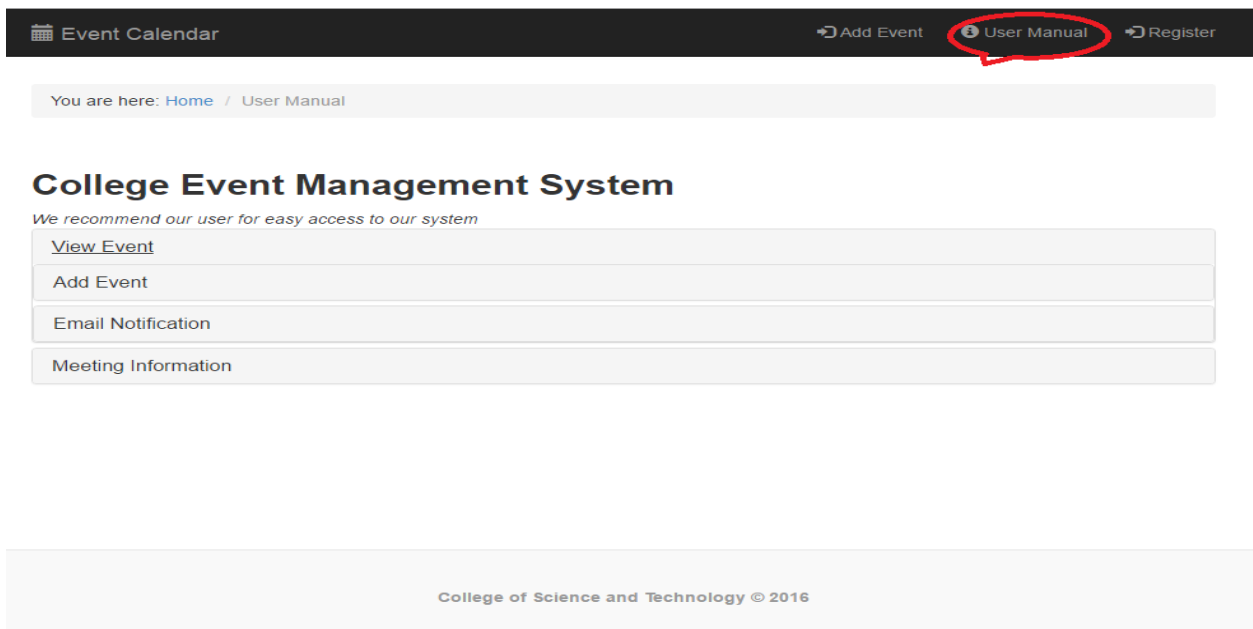 Event Calendar Add Event User Manual Register
You are here: Home / User Manual
College Event Management System
We recommend our user for easy access to our system
View Event
Add Event
Email Notification
Meeting Information
College of Science and Technology © 2016